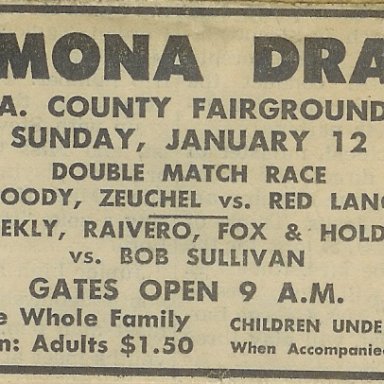 MONA DRA
A. COUNTY FAIRGROUND
SUNDAY, JANUARY 12
DOUBLE MATCH RACE
OODY, ZEUCHEL vs. RED LANG
EKLY, RAIVERO, FOX & HOLD
vs. BOB SULLIVAN
GATES OPEN 9 A.M.
e Whole Family
CHILDREN UNDE
n: Adults $1.50
When Accompanied